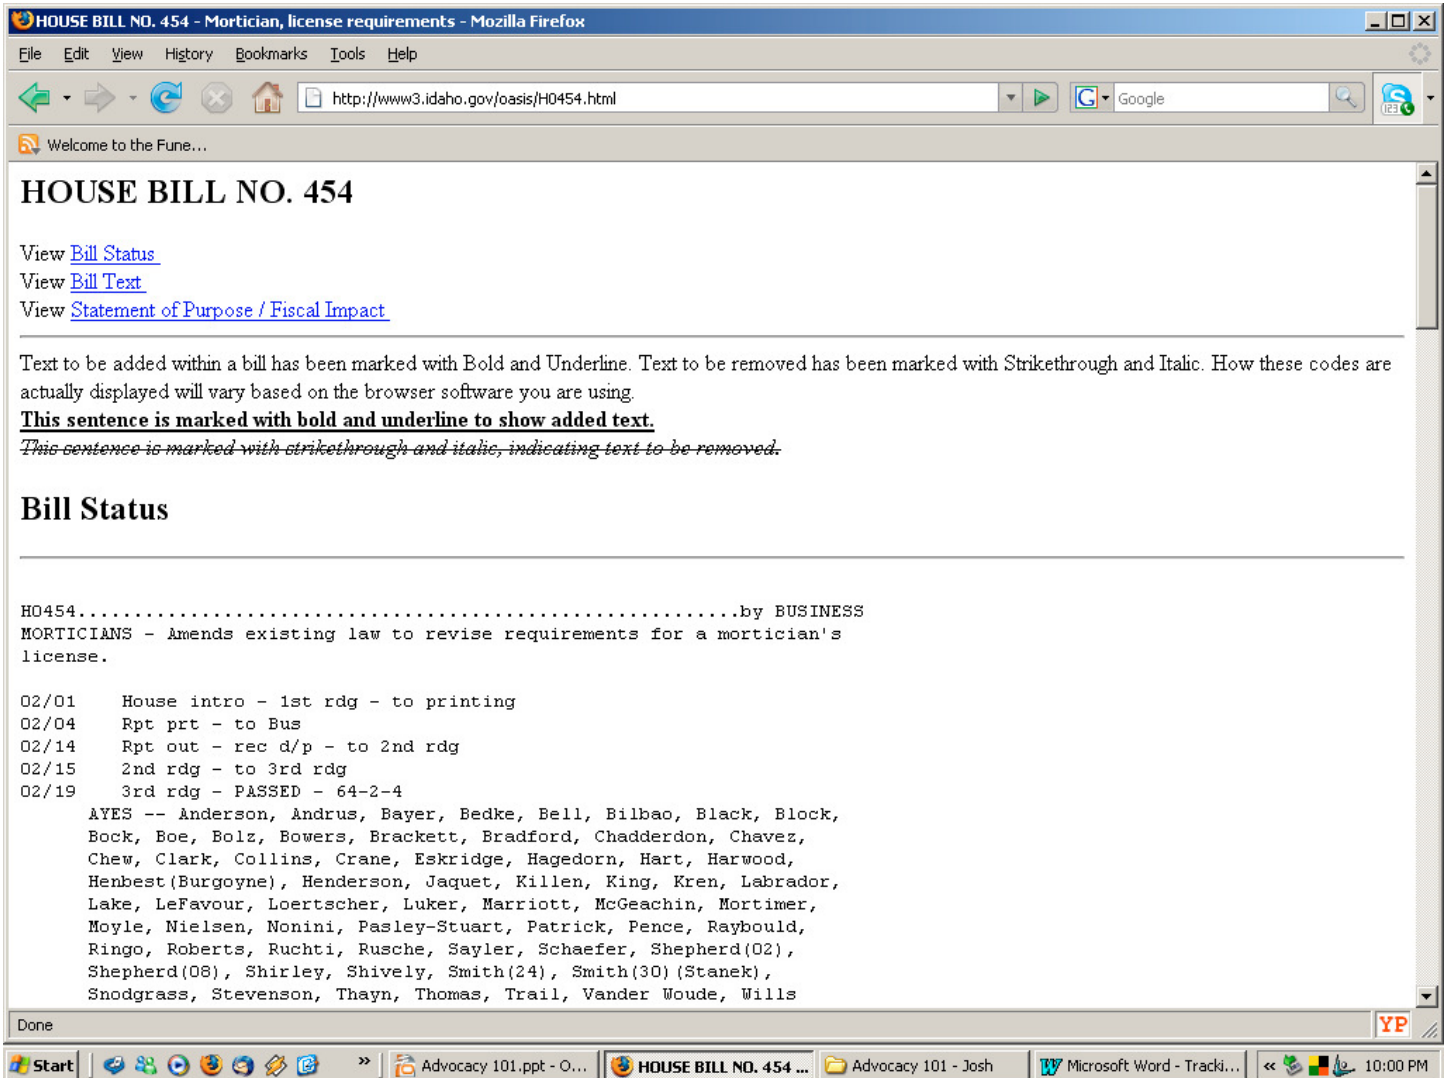 HOUSE BILL NO. 454 - Mortician, license requirements - Mozilla Firefox
File Edit View History Bookmarks Tools Help
http://www3.idaho.gov/oasis/H0454.html
G Google
123
Welcome to the Fune...
HOUSE BILL NO. 454
View Bill Status
View Bill Text
View Statement of Purpose / Fiscal Impact
Text to be added within a bill has been marked with Bold and Underline. Text to be removed has been marked with Strikethrough and Italic. How these codes are
actually displayed will vary based on the browser software you are using.
This sentence is marked with bold and underline to show added text.
This sentence is marked with strikethrough and italic, indicating text to be removed.
Bill Status
H0454...........................................................by BUSINESS
MORTICIANS - Amends existing law to revise requirements for a mortician's
license.
02/01 House intro - 1st rdg - to printing
02/04 Rpt prt - to Bus
02/14 Rpt out - rec d/p - to 2nd rdg
02/15 2nd rdg - to 3rd rdg
02/19 3rd rdg - PASSED - 64-2-4
AYES -- Anderson, Andrus, Bayer, Bedke, Bell, Bilbao, Black, Block,
Bock, Boe, Bolz, Bowers, Brackett, Bradford, Chadderdon, Chavez,
Chew, Clark, Collins, Crane, Eskridge, Hagedorn, Hart, Harwood,
Henbest(Burgoyne), Henderson, Jaquet, Killen, King, Kren, Labrador,
Lake, LeFavour, Loertscher, Luker, Marriott, McGeachin, Mortimer,
Moyle, Nielsen, Nonini, Pasley-Stuart, Patrick, Pence, Raybould,
Ringo, Roberts, Ruchti, Rusche, Sayler, Schaefer, Shepherd(02),
Shepherd(08), Shirley, Shively, Smith(24), Smith(30)(Stanek),
Snodgrass, Stevenson, Thayn, Thomas, Trail, Vander Woude, Wills
Done YP
Start » Advocacy 101.ppt - O... HOUSE BILL NO. 454 ... Advocacy 101 - Josh Microsoft Word - Tracki... « 10:00 PM